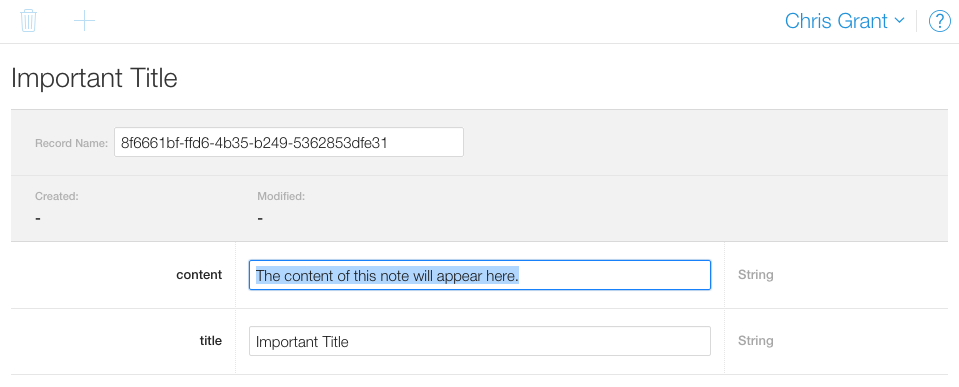 Chris Grant
?
Important Title
Record Name: 8f6661bf-ffd6-4b35-b249-5362853dfe31
Created: Modified:
- -
content The content of this note will appear here. String
title Important Title String